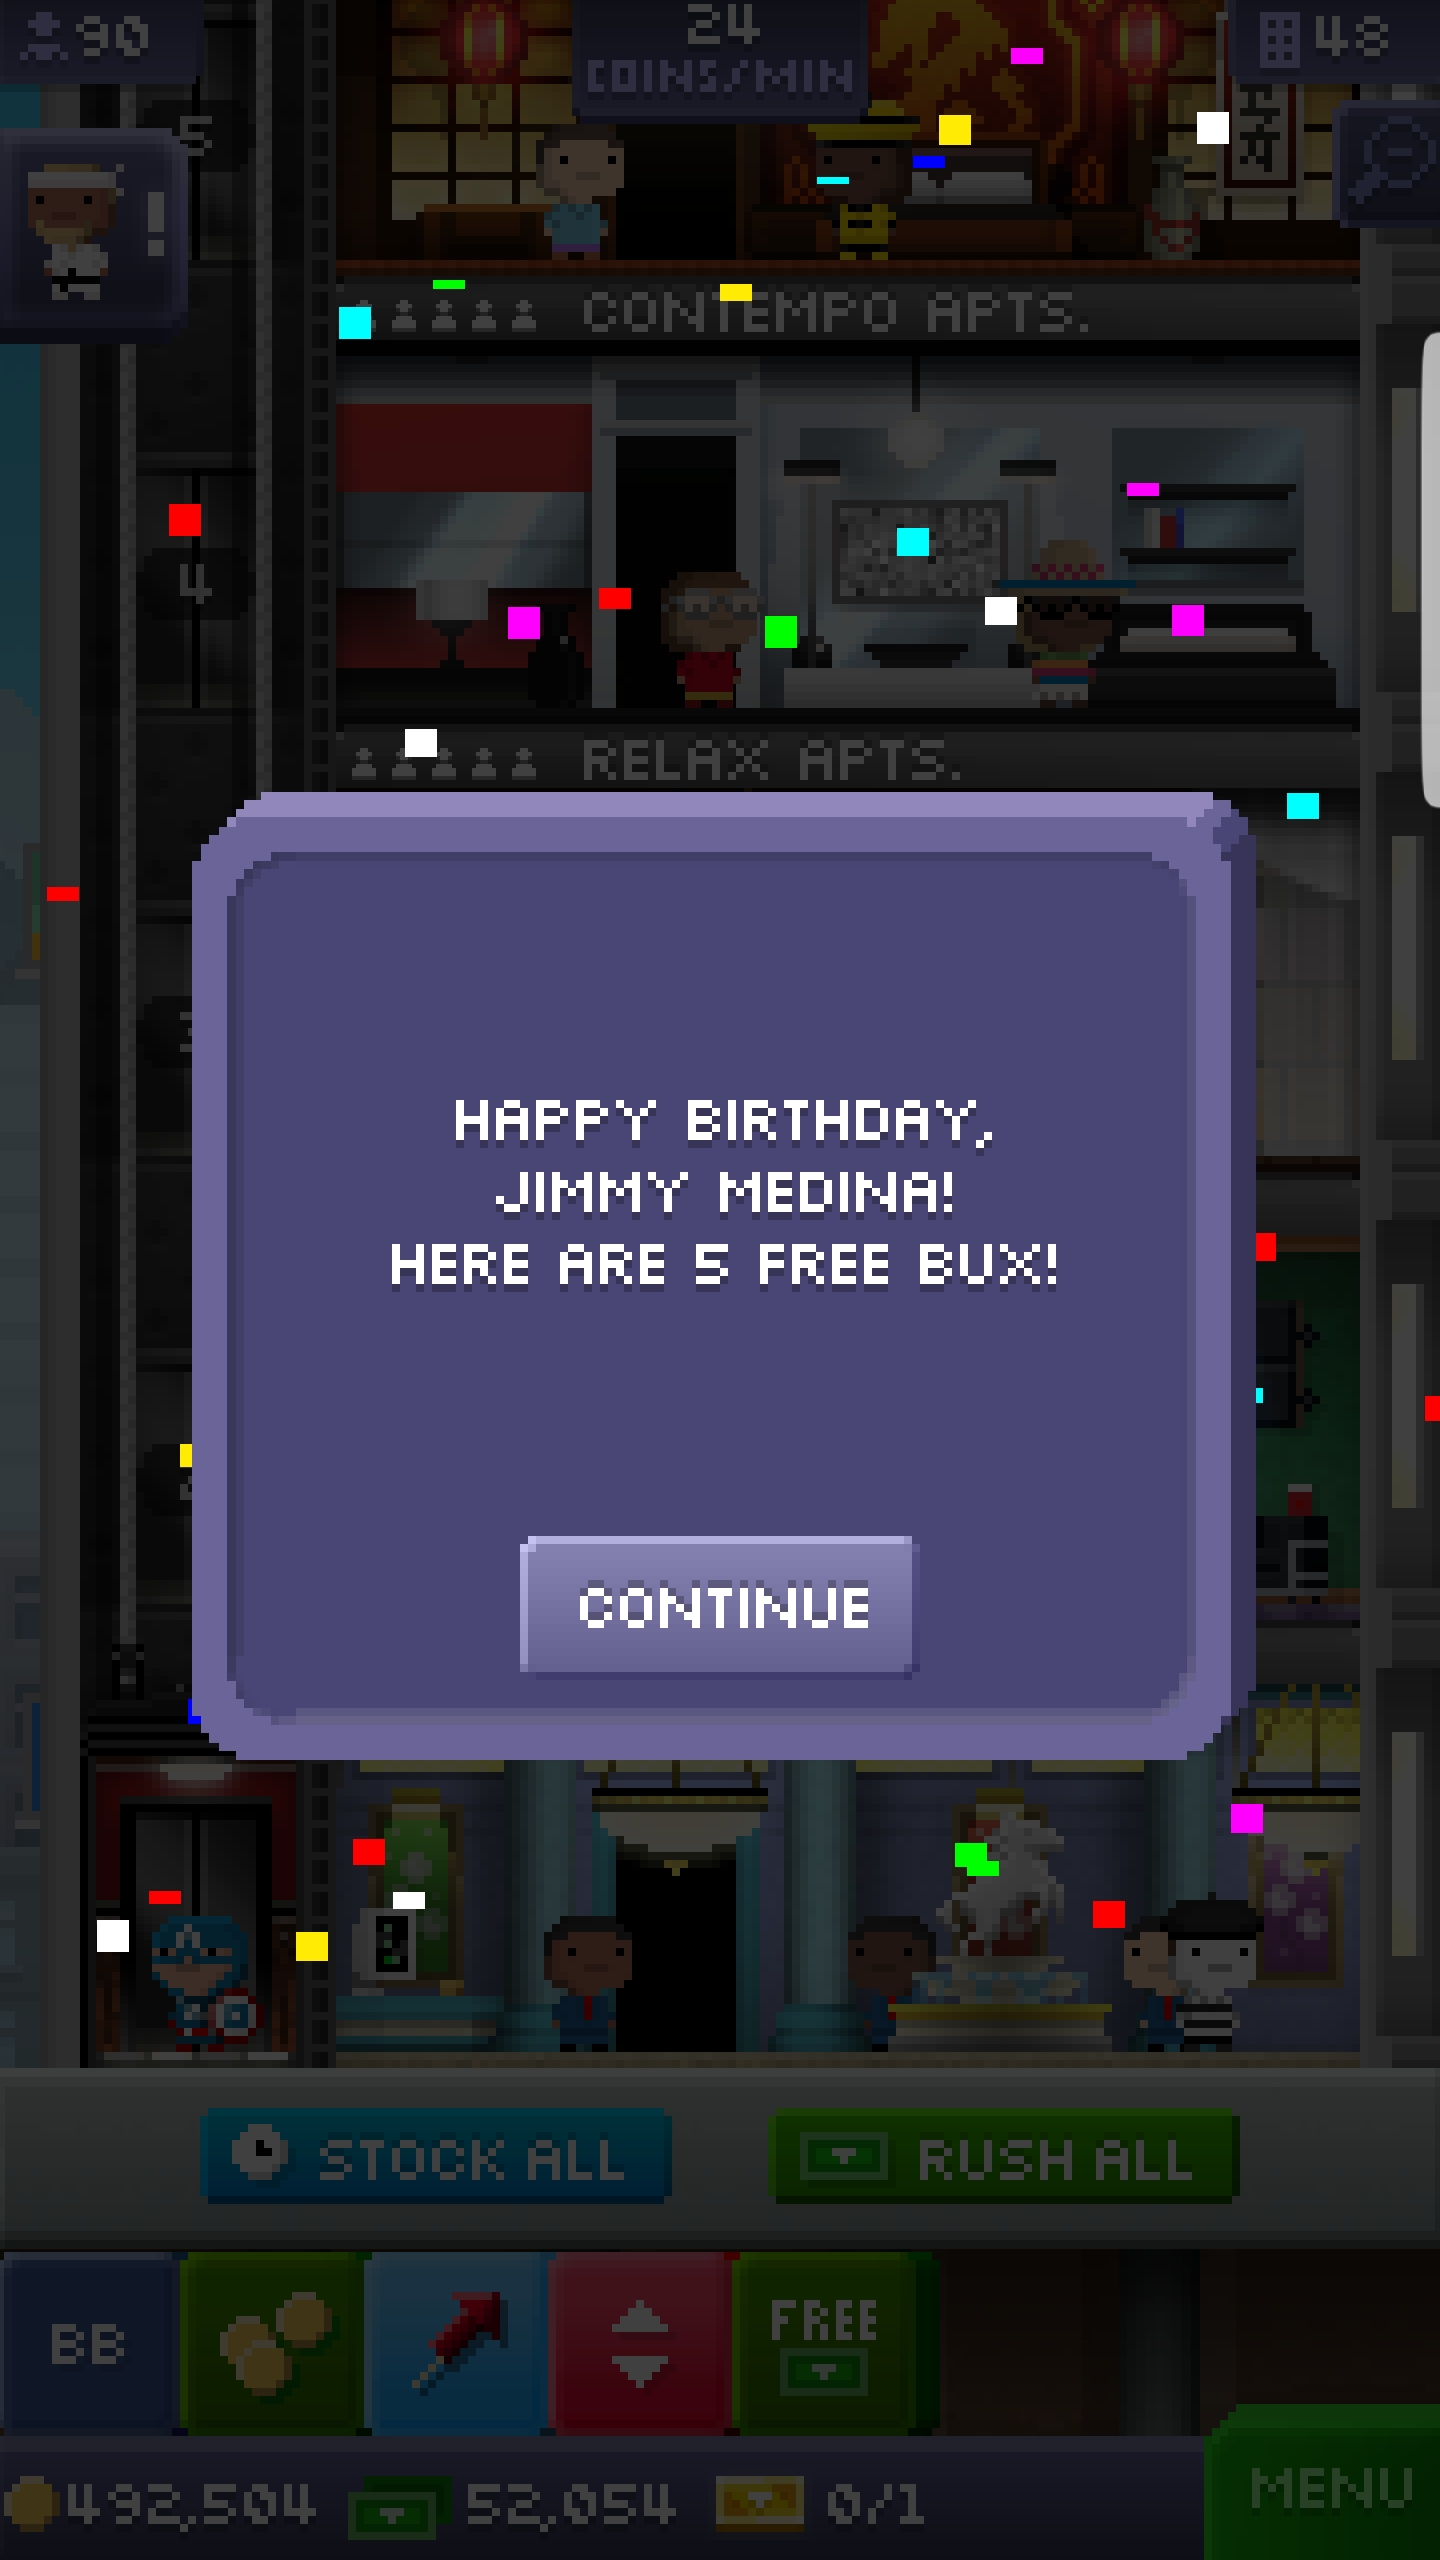 90
24
COINS/MIN
48
5
!
CONTEMPO APTS.
4
RELAX APTS.
HAPPY BIRTHDAY,
JIMMY MEDINA!
HERE ARE 5 FREE BUX!
CONTINUE
STOCK ALL
RUSH ALL
BB
FREE
492,504
52,054
0/1
MENU